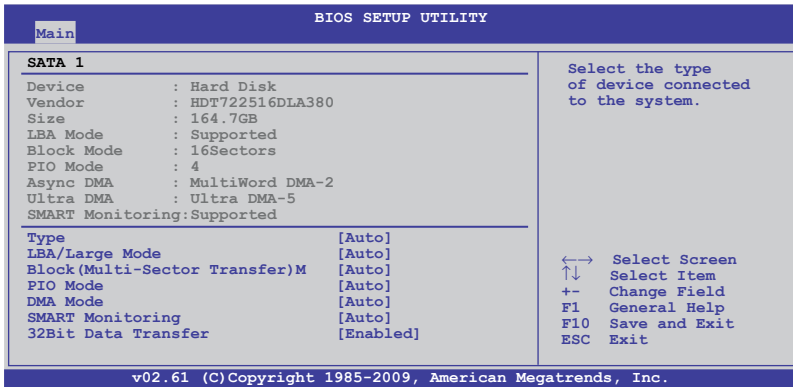 BIOS SETUP UTILITY
Main
SATA 1
Device : Hard Disk
Vendor : HDT722516DLA380
Size : 164.7GB
LBA Mode : Supported
Block Mode : 16Sectors
PIO Mode : 4
Async DMA : MultiWord DMA-2
Ultra DMA : Ultra DMA-5
SMART Monitoring:Supported
Type [Auto]
LBA/Large Mode [Auto]
Block(Multi-Sector Transfer)M [Auto]
PIO Mode [Auto]
DMA Mode [Auto]
SMART Monitoring [Auto]
32Bit Data Transfer [Enabled]
Select the type
of device connected
to the system.
←→ Select Screen
↑↓ Select Item
+- Change Field
F1 General Help
F10 Save and Exit
ESC Exit
v02.61 (C)Copyright 1985-2009, American Megatrends, Inc.